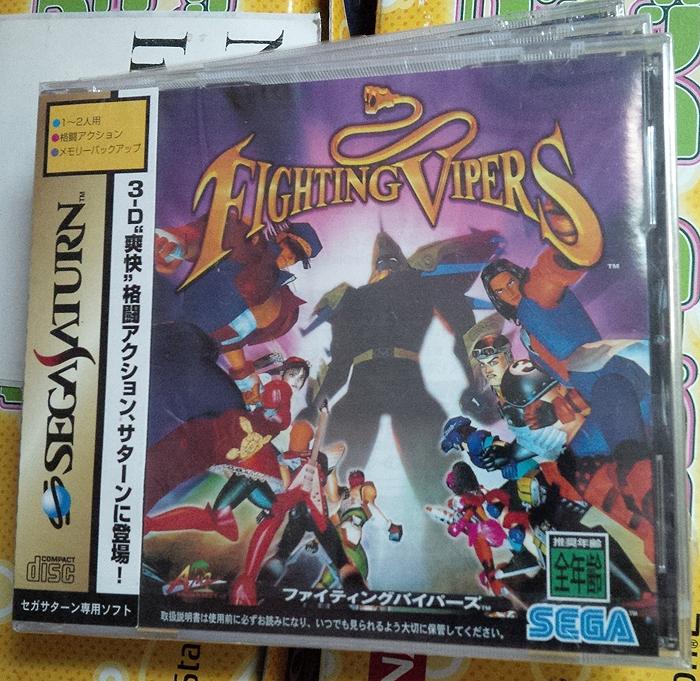 ●1〜2人用
●格闘アクション
●メモリーバックアップ
SEGA SATURN™
3-D“爽快”格闘アクション、サターンに登場!
COMPACT
disc
セガサターン専用ソフト
FIGHTING VIPERS
™
AM2
推奨年齢
全年齢
ファイティングバイパーズ™
取扱説明書は使用前に必ずお読みになり、いつでも見られるよう大切に保管してください。
SEGA™